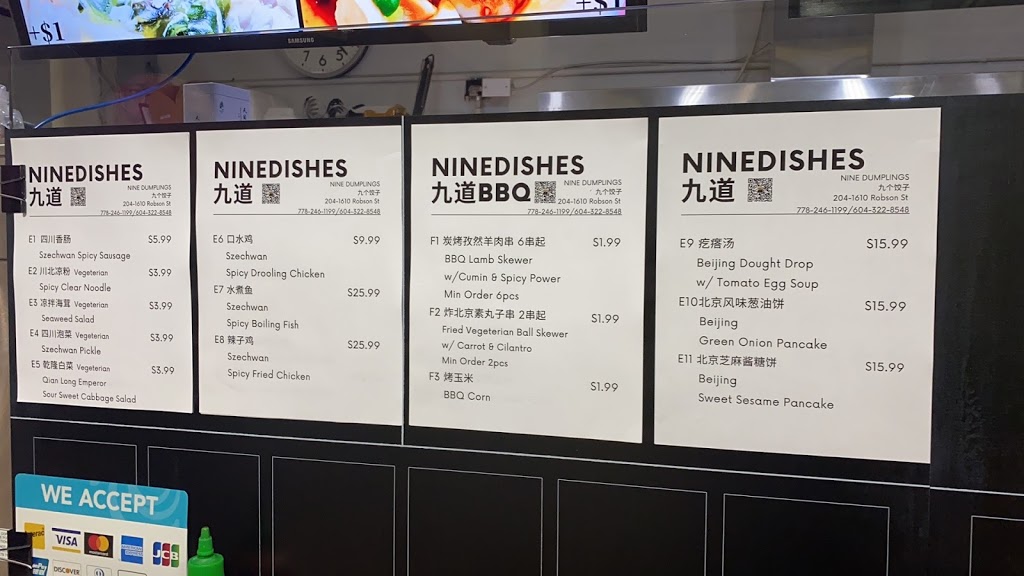 +$1
+$1
SAMSUNG
7 6 5
NINEDISHES
九道
NINE DUMPLINGS
九个饺子
204-1610 Robson St
778-246-1199/604-322-8548
E1 四川香肠 $5.99
Szechwan Spicy Sausage
E2 川北凉粉 Vegeterian $3.99
Spicy Clear Noodle
E3 凉拌海茸 Vegeterian $3.99
Seaweed Salad
E4 四川泡菜 Vegeterian $3.99
Szechwan Pickle
E5 乾隆白菜 Vegeterian $3.99
Qian Long Emperor
Sour Sweet Cabbage Salad
NINEDISHES
九道
NINE DUMPLINGS
九个饺子
204-1610 Robson St
778-246-1199/604-322-8548
E6 口水鸡 $9.99
Szechwan
Spicy Drooling Chicken
E7 水煮鱼 $25.99
Szechwan
Spicy Boiling Fish
E8 辣子鸡 $25.99
Szechwan
Spicy Fried Chicken
NINEDISHES
九道BBQ
NINE DUMPLINGS
九个饺子
204-1610 Robson St
778-246-1199/604-322-8548
F1 炭烤孜然羊肉串 6串起 $1.99
BBQ Lamb Skewer
w/Cumin & Spicy Power
Min Order 6pcs
F2 炸北京素丸子串 2串起 $1.99
Fried Vegeterian Ball Skewer
w/ Carrot & Cilantro
Min Order 2pcs
F3 烤玉米 $1.99
BBQ Corn
NINEDISHES
九道
NINE DUMPLINGS
九个饺子
204-1610 Robson St
778-246-1199/604-322-8548
E9 疙瘩汤 $15.99
Beijing Dought Drop
w/ Tomato Egg Soup
E10北京风味葱油饼 $15.99
Beijing
Green Onion Pancake
E11 北京芝麻酱糖饼 $15.99
Beijing
Sweet Sesame Pancake
WE ACCEPT
VISA
JCB
DISCOVER